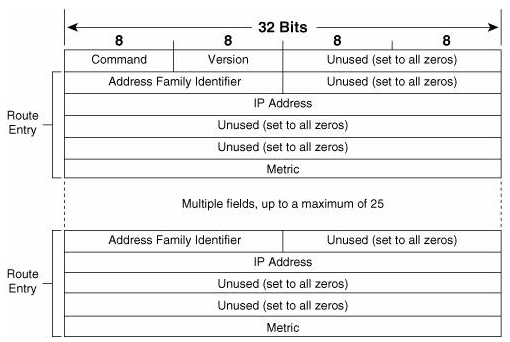 32 Bits
8 8 8 8
Command Version Unused (set to all zeros)
Address Family Identifier Unused (set to all zeros)
IP Address
Route
Entry
Unused (set to all zeros)
Unused (set to all zeros)
Metric
Multiple fields, up to a maximum of 25
Address Family Identifier Unused (set to all zeros)
IP Address
Route
Entry
Unused (set to all zeros)
Unused (set to all zeros)
Metric